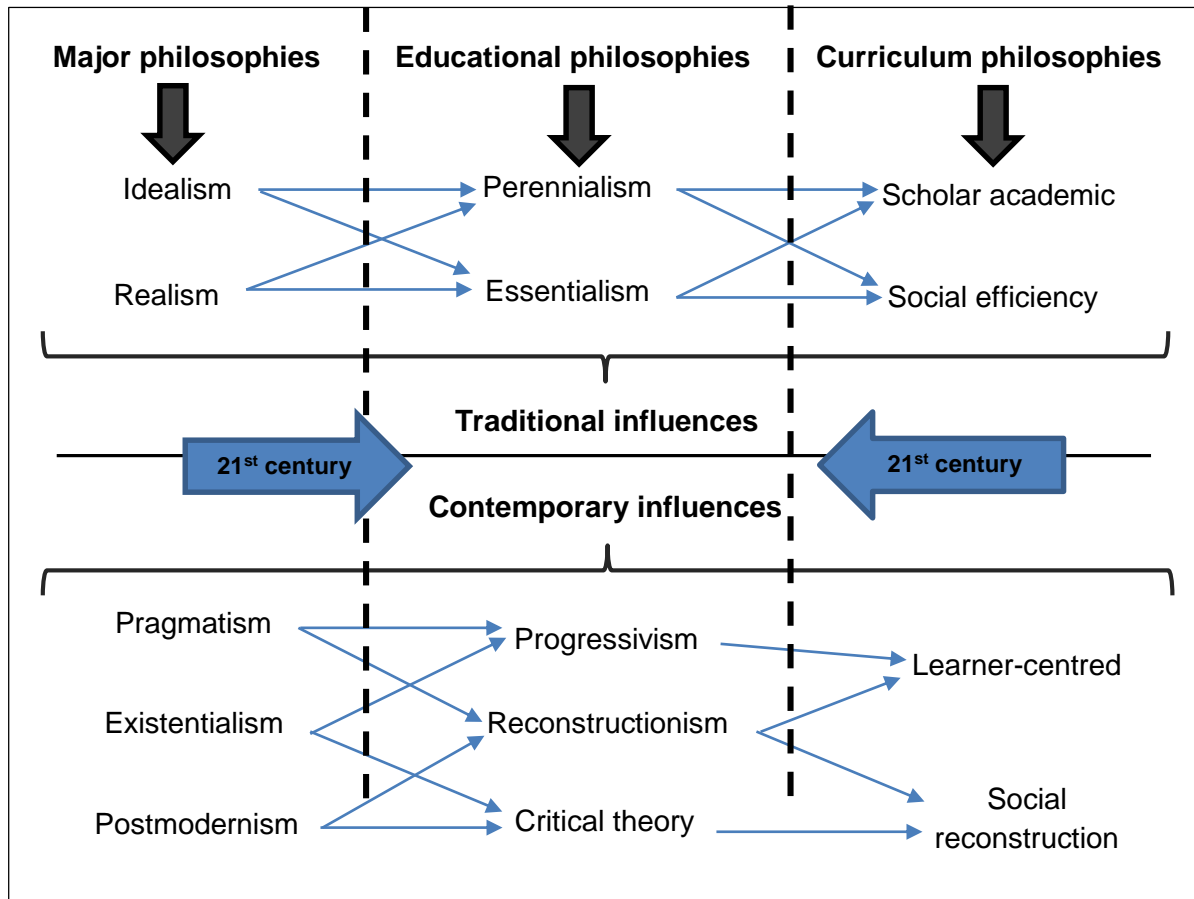 Major philosophies
Educational philosophies
Curriculum philosophies
Idealism
Perennialism
Scholar academic
Realism
Essentialism
Social efficiency
Traditional influences
21st century
21st century
Contemporary influences
Pragmatism
Progressivism
Learner-centred
Existentialism
Reconstructionism
Postmodernism
Critical theory
Social
reconstruction